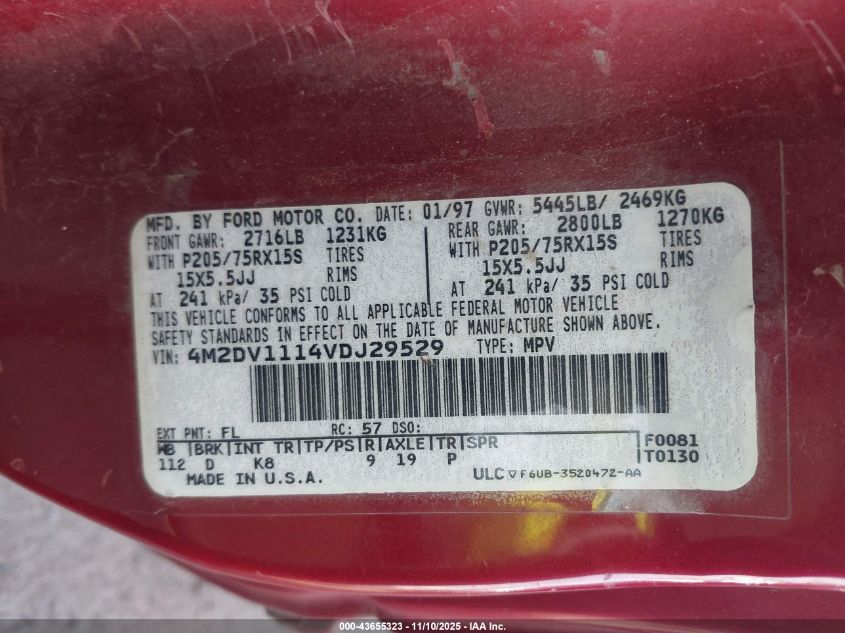 MFD. BY FORD MOTOR CO. DATE: 01/97 GVWR: 5445LB/ 2469KG
FRONT GAWR: 2716LB 1231KG REAR GAWR: 2800LB 1270KG
WITH P205/75RX15S TIRES WITH P205/75RX15S TIRES
15X5.5JJ RIMS 15X5.5JJ RIMS
AT 241 kPa/ 35 PSI COLD AT 241 kPa/ 35 PSI COLD
THIS VEHICLE CONFORMS TO ALL APPLICABLE FEDERAL MOTOR VEHICLE
SAFETY STANDARDS IN EFFECT ON THE DATE OF MANUFACTURE SHOWN ABOVE.
VIN: 4M2DV1114VDJ29529 TYPE: MPV
EXT PNT: FL RC: 57 DSO:
WB |BRK|INT TR|TP/PS|R|AXLE|TR|SPR F0081
112 D K8 9 19 P T0130
MADE IN U.S.A. ULC ▽ F6UB-3520472-AA
000-43655323 - 11/10/2025 - IAA Inc.